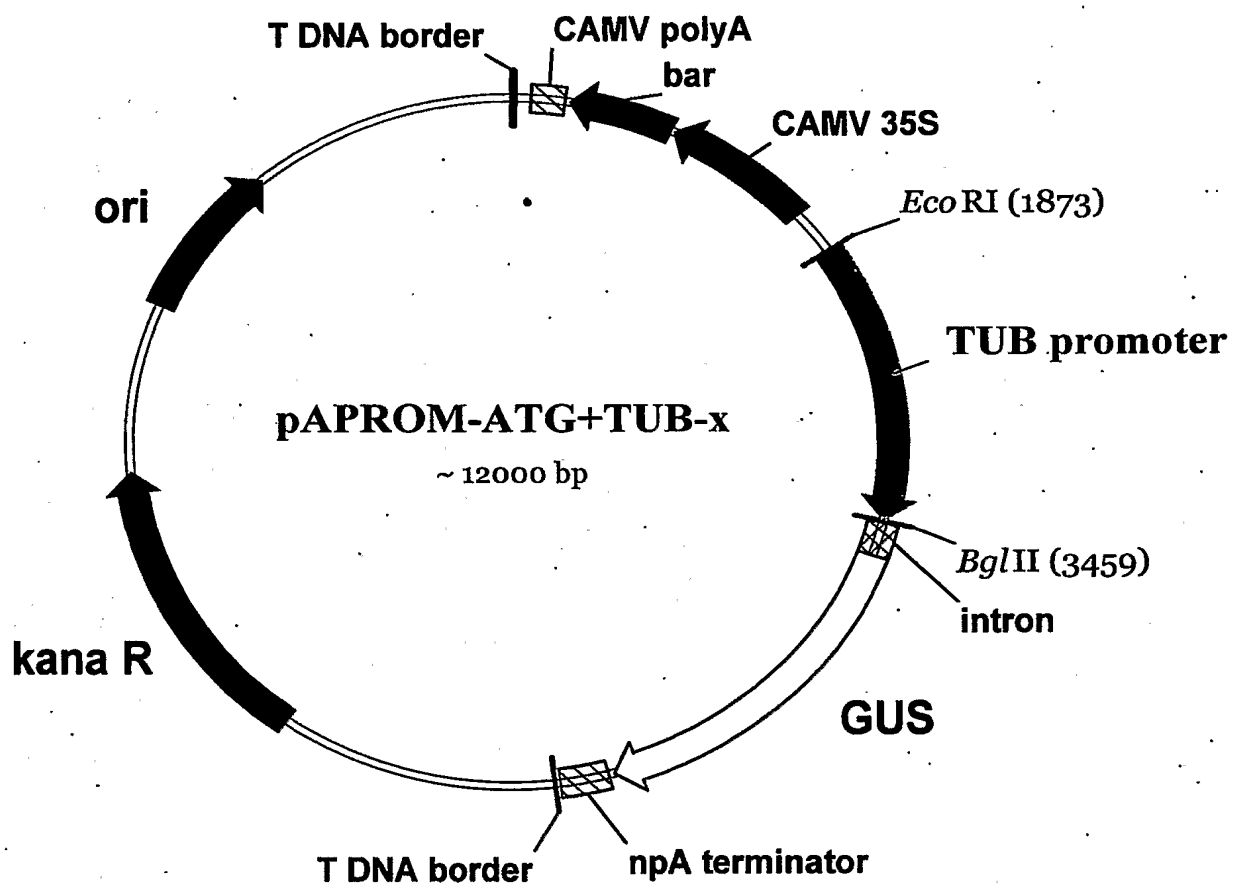 T DNA border
CAMV polyA
bar
CAMV 35S
ori
EcoRI (1873)
TUB promoter
pAPROM-ATG+TUB-x
~ 12000 bp
BglII (3459)
intron
kana R
GUS
T DNA border
npA terminator